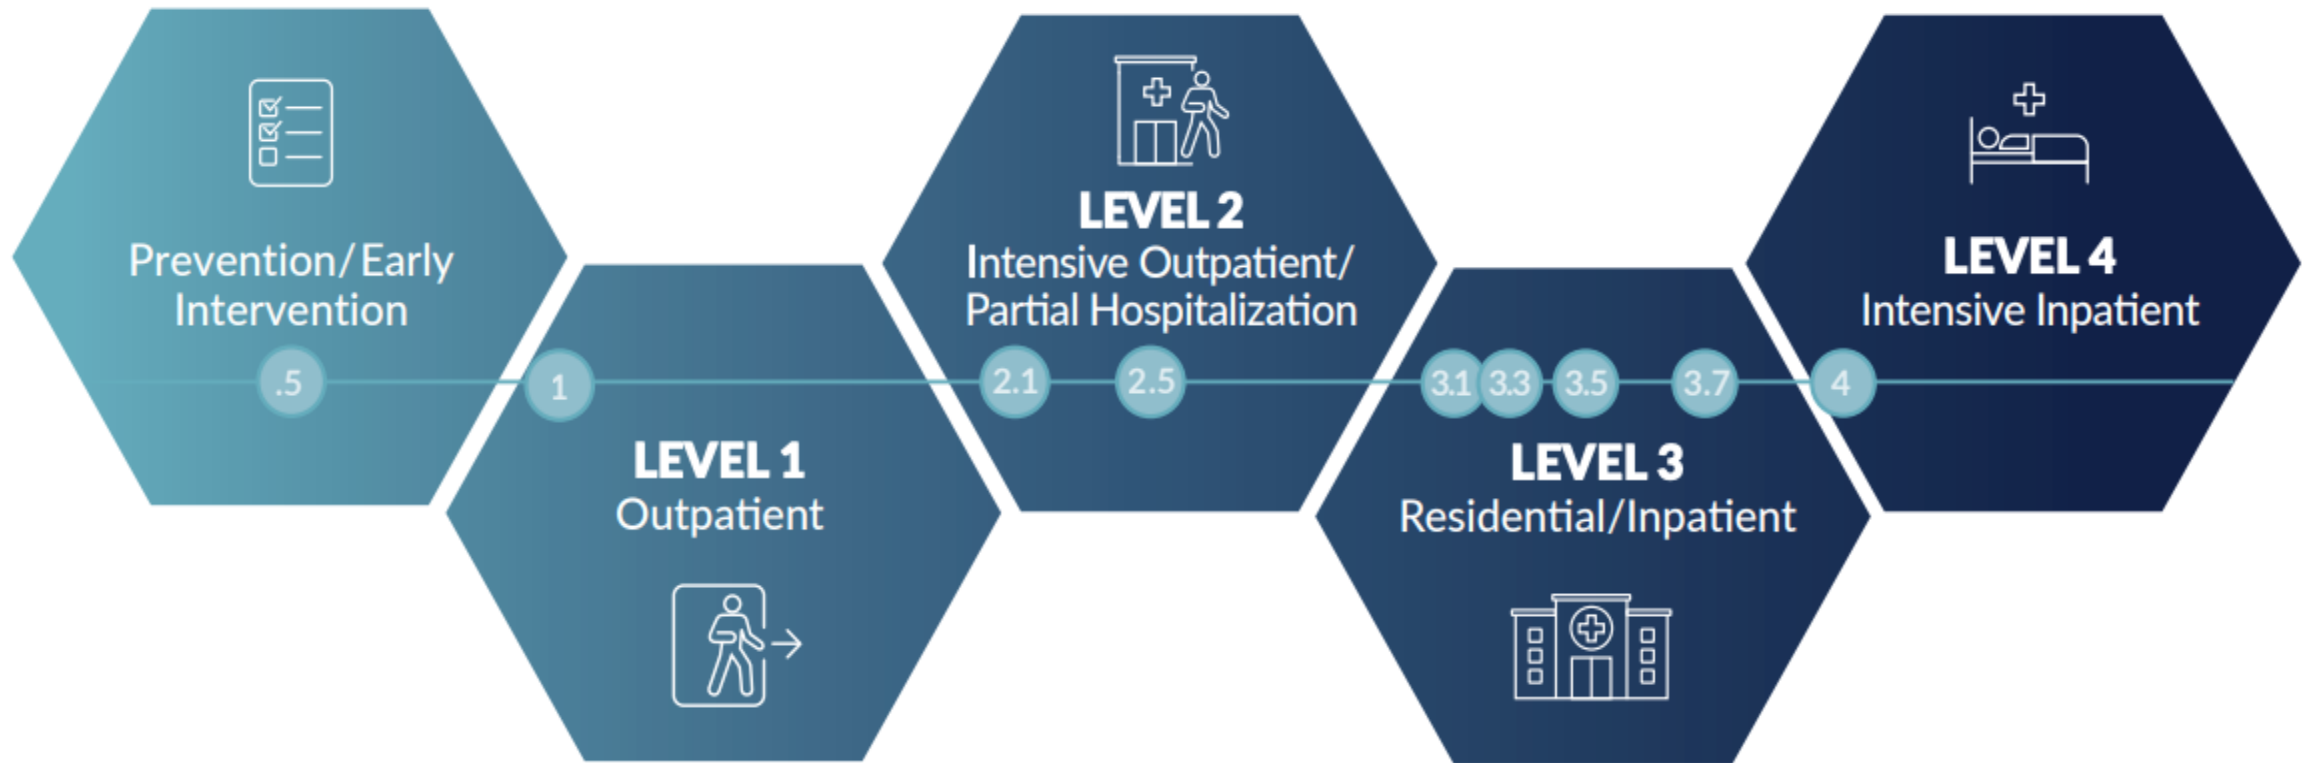 Prevention/Early
Intervention
.5
1
LEVEL 1
Outpatient
LEVEL 2
Intensive Outpatient/
Partial Hospitalization
2.1
2.5
3.1
3.3
3.5
3.7
LEVEL 3
Residential/Inpatient
LEVEL 4
Intensive Inpatient
4